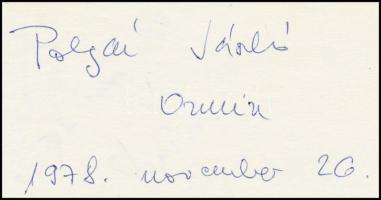 Polgár László
1978. november 26.